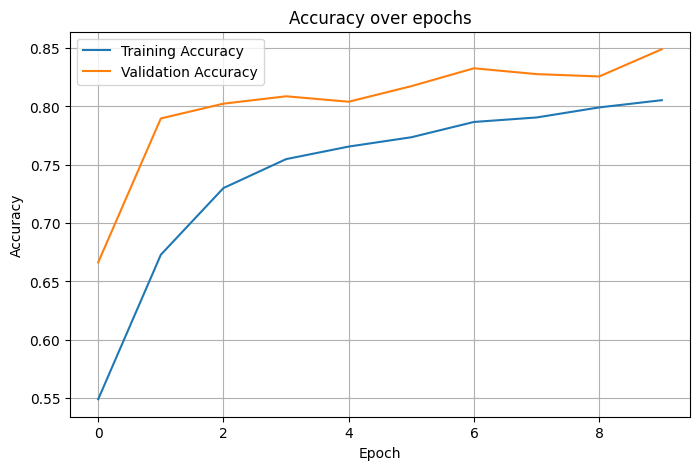 Accuracy over epochs
Training Accuracy
Validation Accuracy
Accuracy
0.85
0.80
0.75
0.70
0.65
0.60
0.55
0 2 4 6 8
Epoch